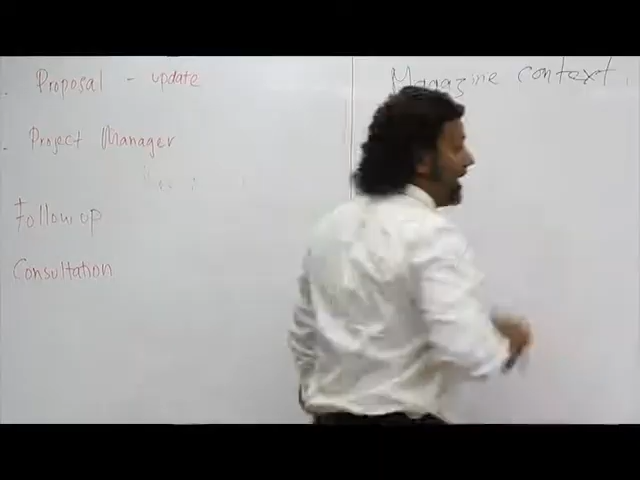 Proposal - update
Project Manager
Follow up
Consultation
Magazine context